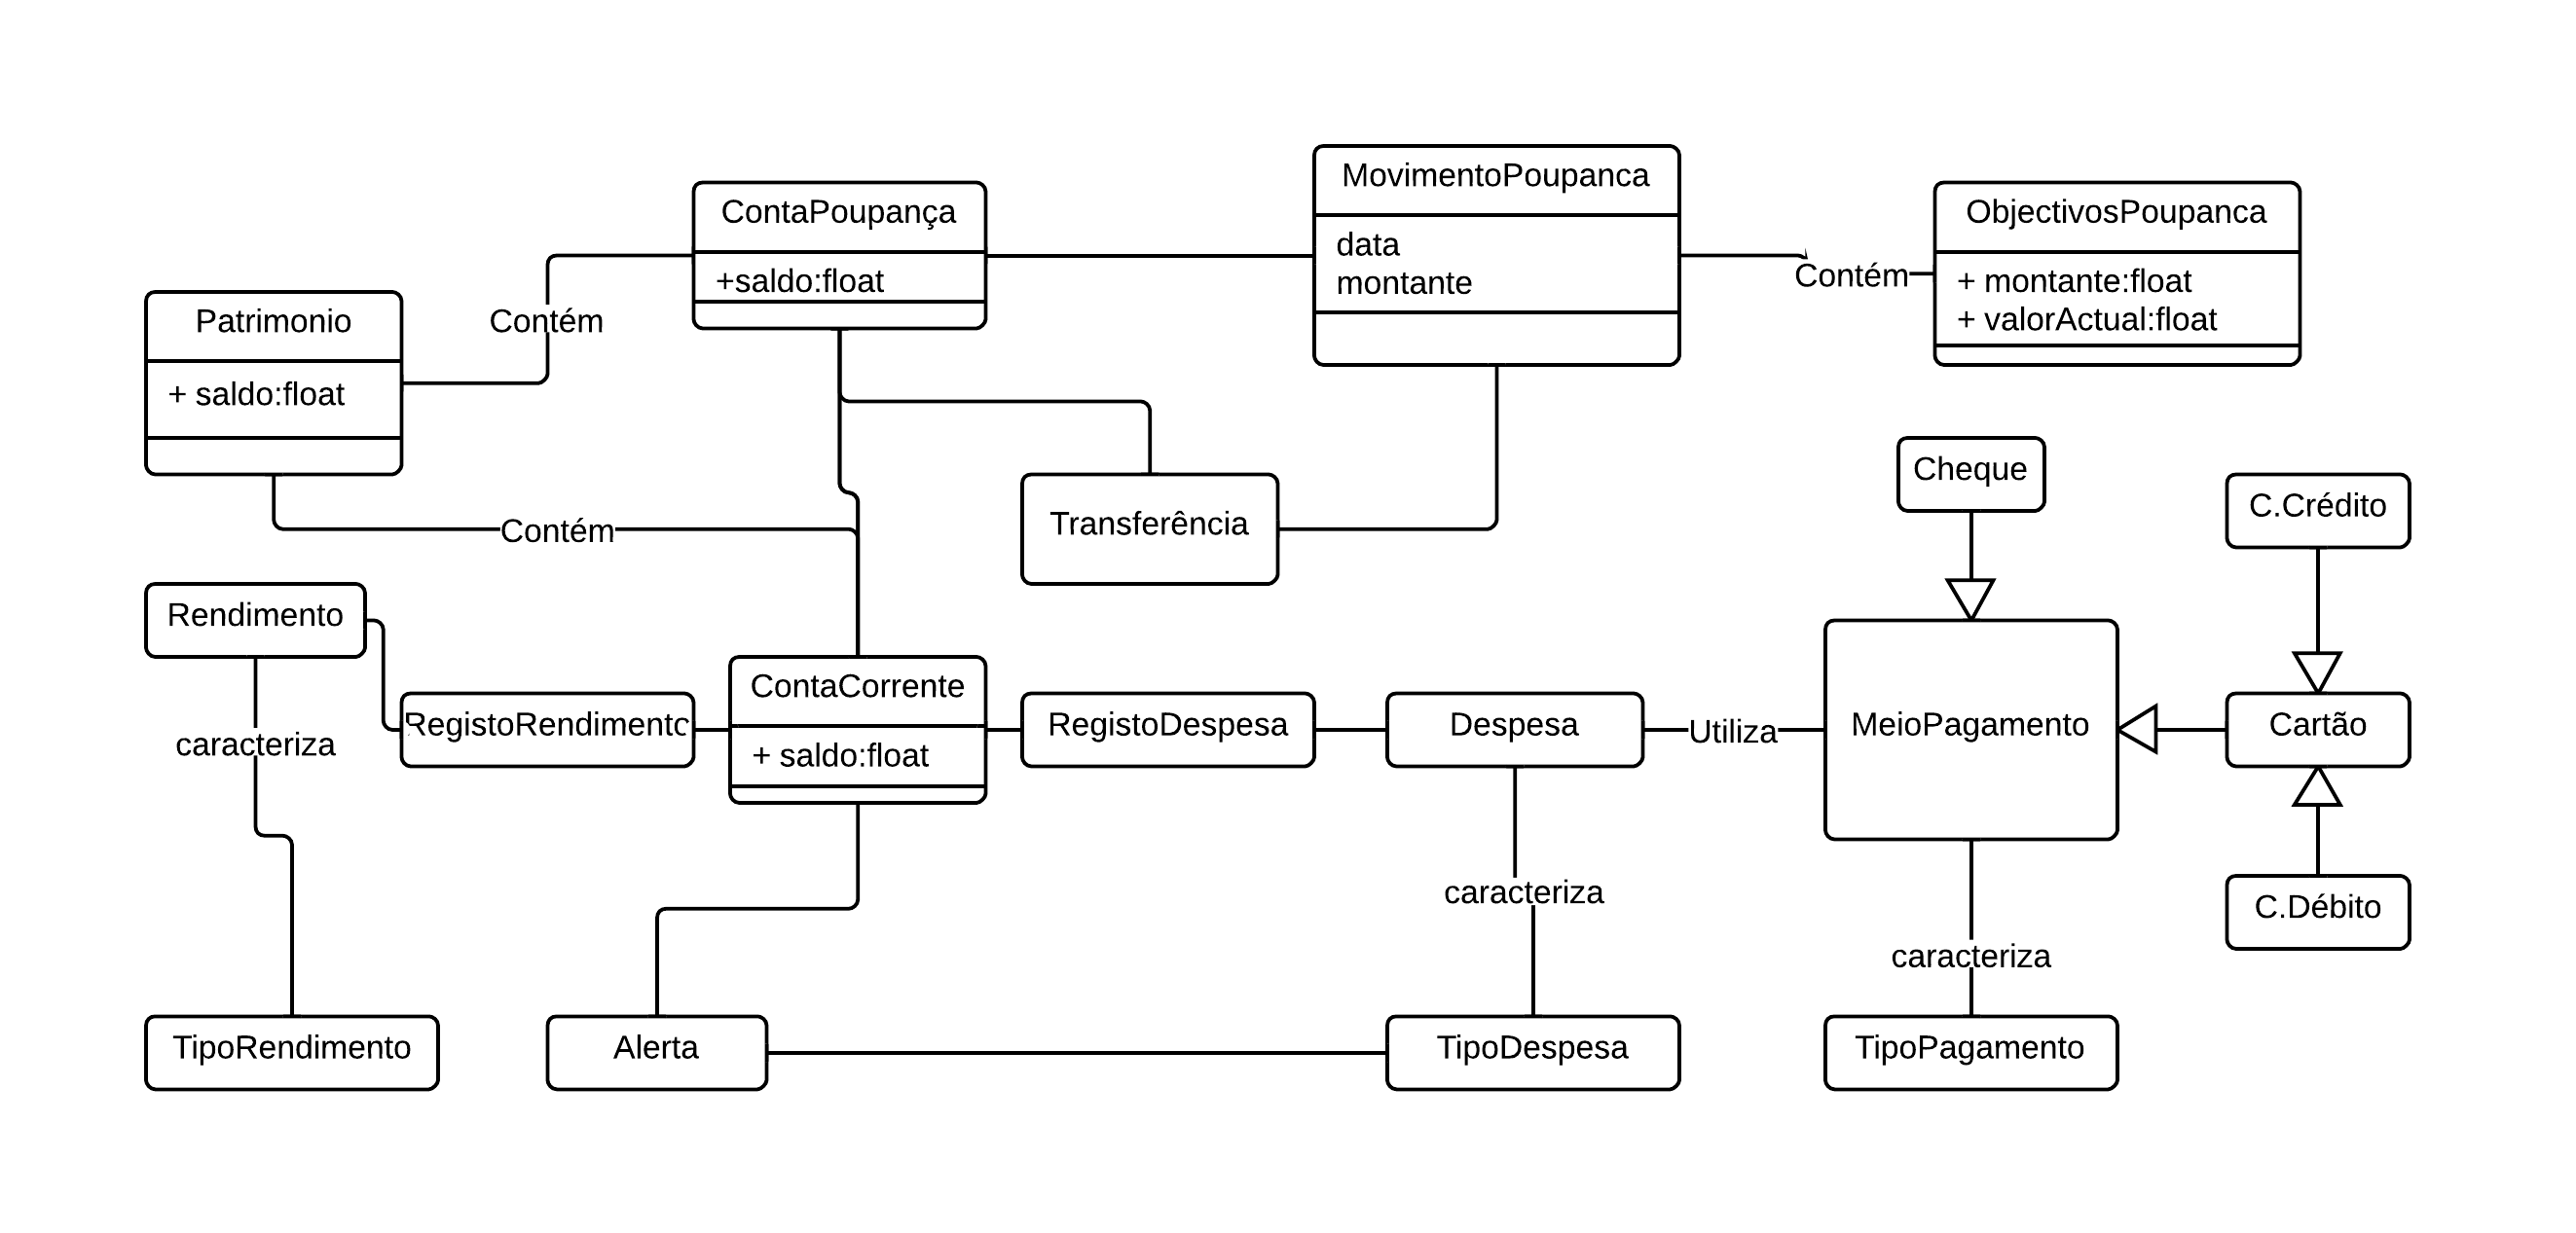 MovimentoPoupanca
data
montante
ContaPoupança
+saldo:float
ObjectivosPoupanca
+ montante:float
+ valorActual:float
Contém
Patrimonio
+ saldo:float
Contém
Contém
Transferência
Cheque
C.Crédito
Rendimento
RegistoRendimento
ContaCorrente
+ saldo:float
RegistoDespesa
Despesa
Utiliza
MeioPagamento
Cartão
caracteriza
caracteriza
C.Débito
caracteriza
TipoRendimento
Alerta
TipoDespesa
TipoPagamento